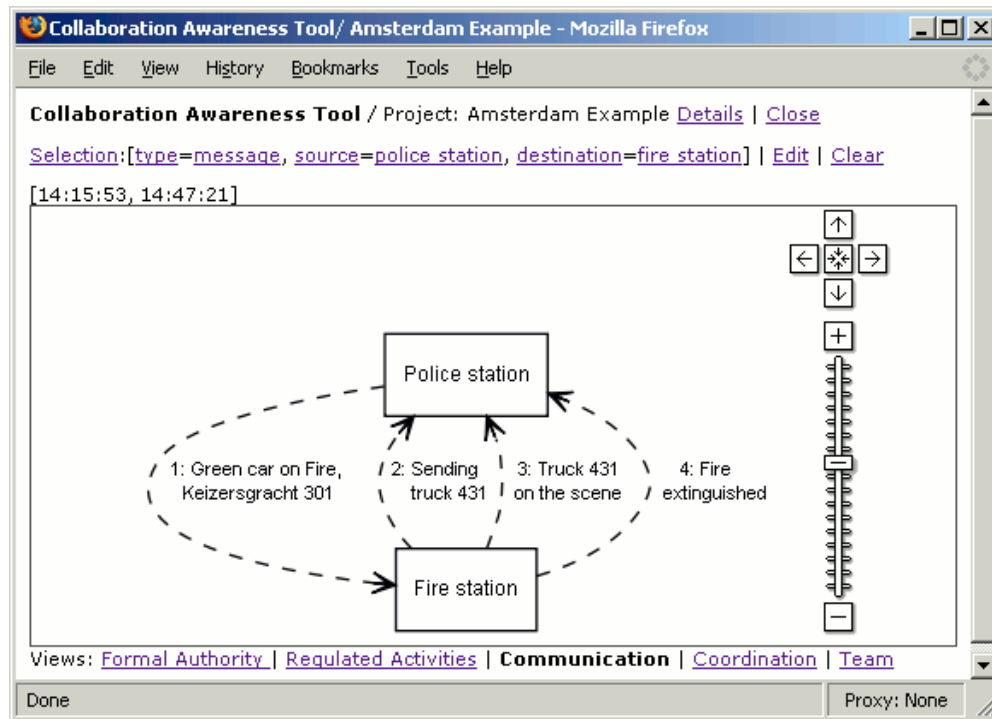 Collaboration Awareness Tool/ Amsterdam Example - Mozilla Firefox
File Edit View History Bookmarks Tools Help
Collaboration Awareness Tool / Project: Amsterdam Example Details | Close
Selection:[type=message, source=police station, destination=fire station] | Edit | Clear
[14:15:53, 14:47:21]
Police station
1: Green car on Fire,
Keizersgracht 301
2: Sending
truck 431
3: Truck 431
on the scene
4: Fire
extinguished
Fire station
Views: Formal Authority | Regulated Activities | Communication | Coordination | Team
Done
Proxy: None